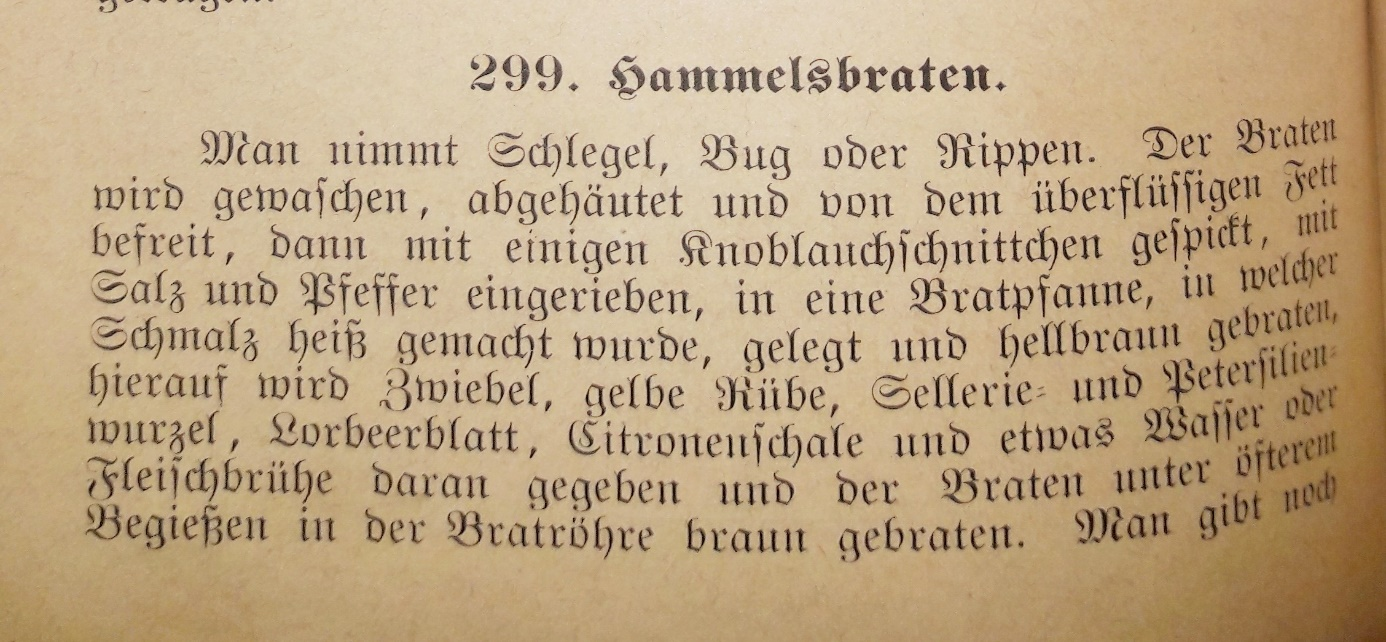 299. Hammelsbraten.
Man nimmt Schlegel, Bug oder Rippen. Der Braten
wird gewaſchen, abgehäutet und von dem überflüſſigen Fett
befreit, dann mit einigen Knoblauchſchnittchen geſpickt, mit
Salz und Pfeffer eingerieben, in eine Bratpfanne, in welcher
Schmalz heiß gemacht wurde, gelegt und hellbraun gebraten,
hierauf wird Zwiebel, gelbe Rübe, Sellerie- und Peterſilien-
wurzel, Lorbeerblatt, Citronenſchale und etwas Waſſer oder
Fleiſchbrühe daran gegeben und der Braten unter öfterem
Begießen in der Bratröhre braun gebraten. Man gibt noch